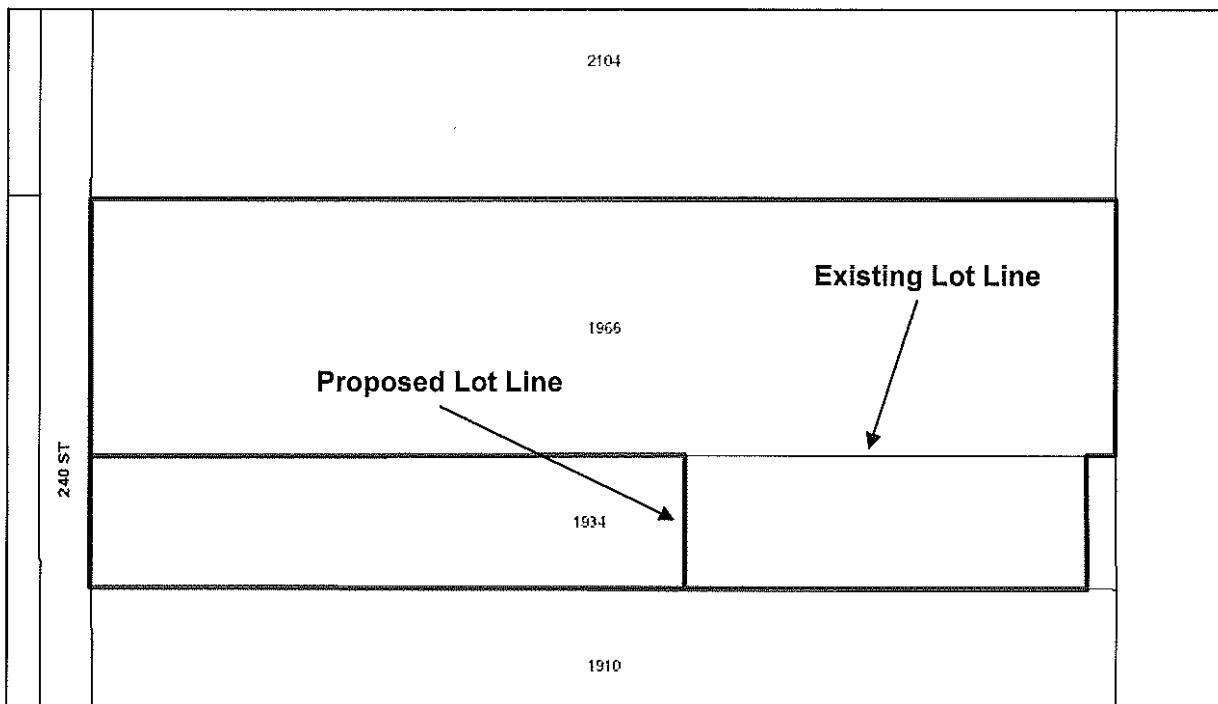 2104
Existing Lot Line
1966
Proposed Lot Line
240 ST
1934
1910